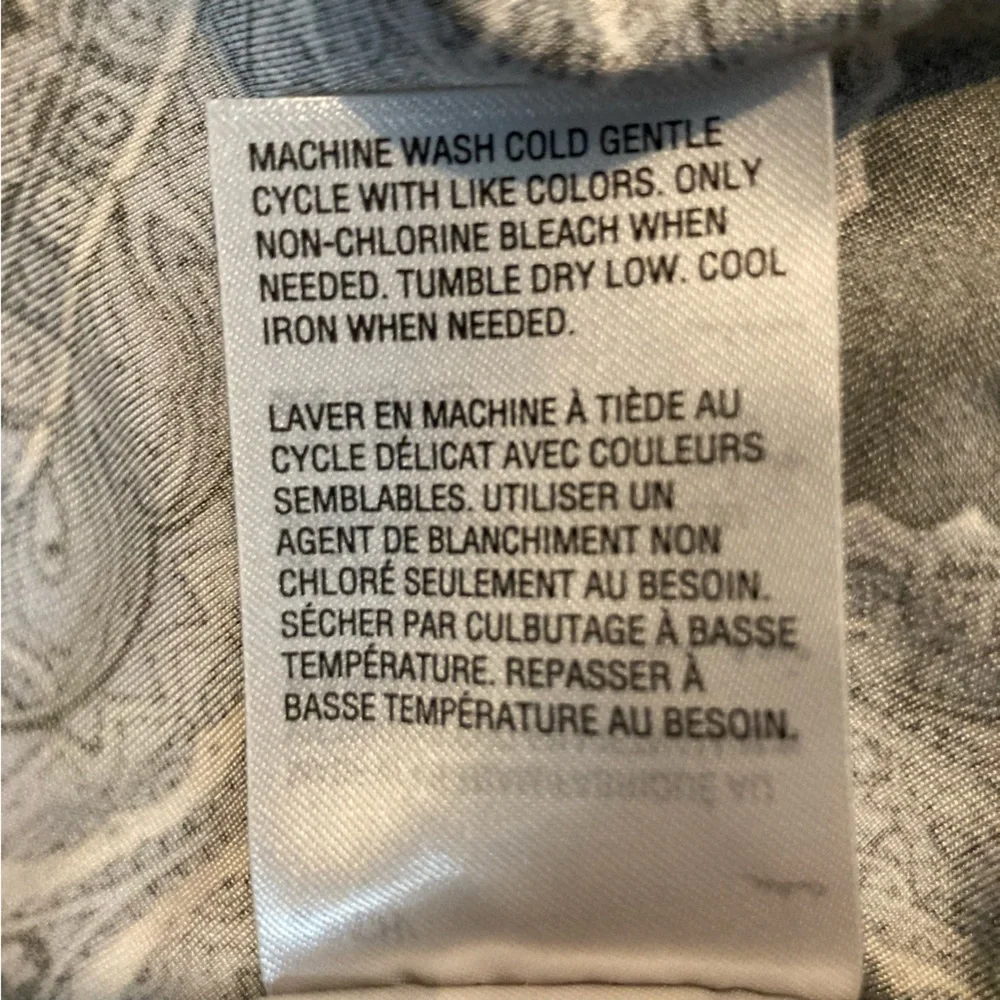 MACHINE WASH COLD GENTLE
CYCLE WITH LIKE COLORS. ONLY
NON-CHLORINE BLEACH WHEN
NEEDED. TUMBLE DRY LOW. COOL
IRON WHEN NEEDED.
LAVER EN MACHINE À TIÈDE AU
CYCLE DÉLICAT AVEC COULEURS
SEMBLABLES. UTILISER UN
AGENT DE BLANCHIMENT NON
CHLORÉ SEULEMENT AU BESOIN.
SÉCHER PAR CULBUTAGE À BASSE
TEMPÉRATURE. REPASSER À
BASSE TEMPÉRATURE AU BESOIN.